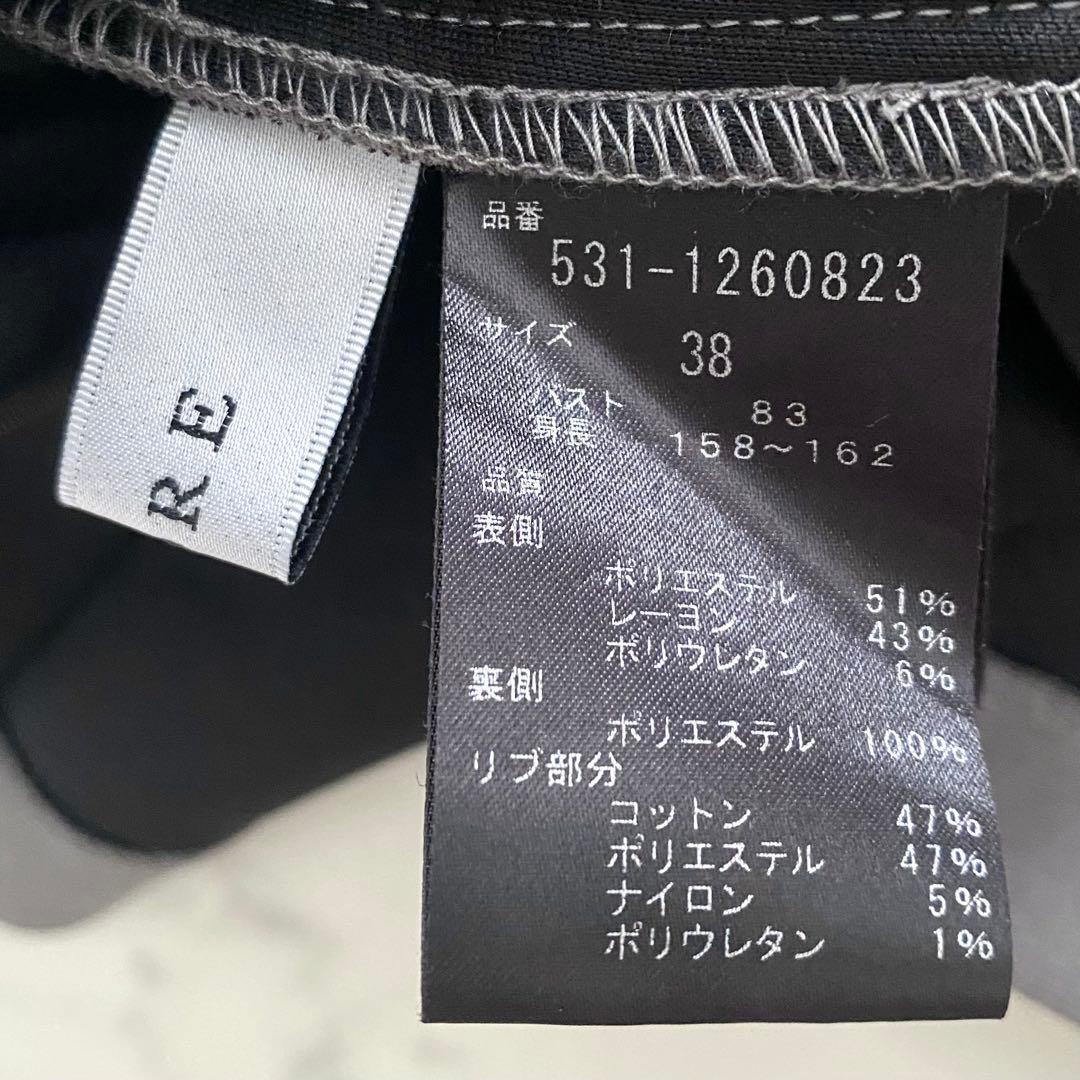 R E
品番
531-1260823
サイズ 38
バスト 83
身長 158～162
品質
表側
ポリエステル 51%
レーヨン 43%
ポリウレタン 6%
裏側
ポリエステル 100%
リブ部分
コットン 47%
ポリエステル 47%
ナイロン 5%
ポリウレタン 1%